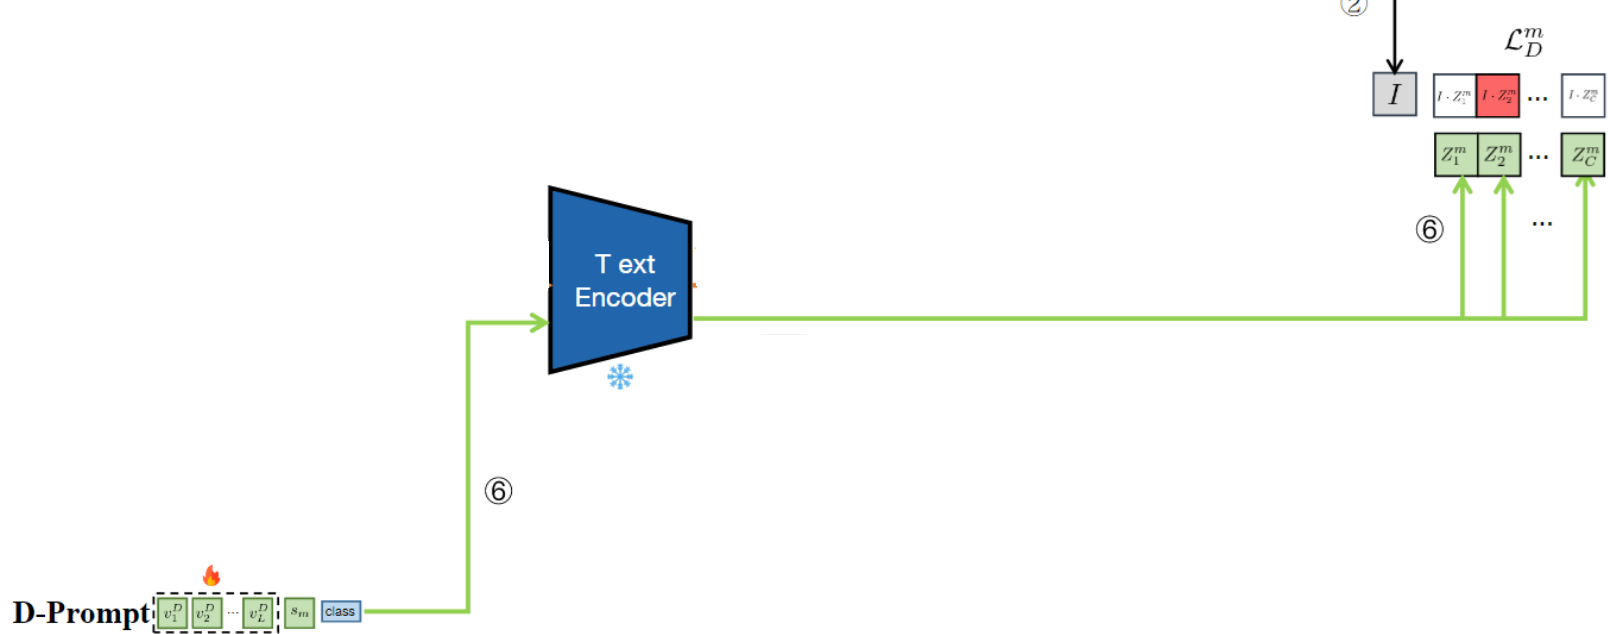 ②
𝓛_D^m
I I · Z_1^m I · Z_2^m ... I · Z_C^m
Z_1^m Z_2^m ... Z_C^m
⑥ ...
T ext
Encoder
⑥
D-Prompt v_1^D v_2^D ... v_L^D s_m class